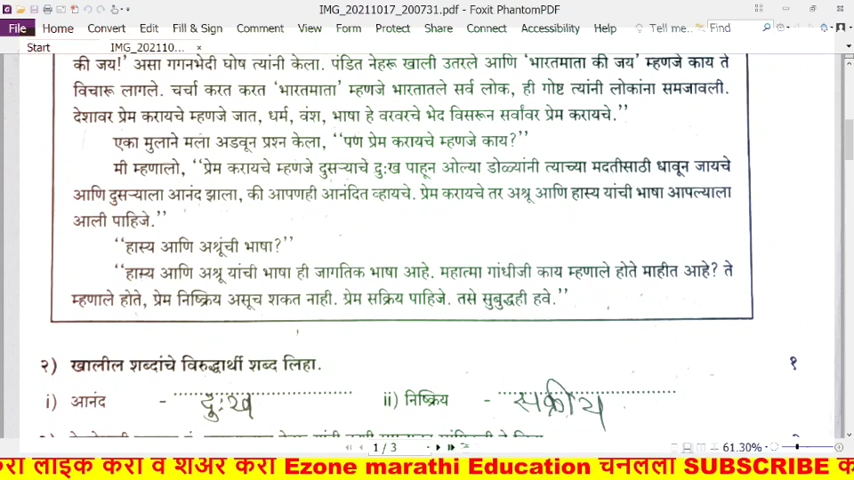 IMG_20211017_200731.pdf - Foxit PhantomPDF
File Home Convert Edit Fill & Sign Organize View Form Protect Share Connect Accessibility Help Tell me... Find
Start IMG_202110...
की जय!’ असा गगनभेदी घोष त्यांनी केला. पंडित नेहरू खाली उतरले आणि ‘भारतमाता की जय’ म्हणजे काय ते
विचारू लागले. चर्चा करत करत ‘भारतमाता’ म्हणजे भारतातले सर्व लोक, ही गोष्ट त्यांनी लोकांना समजावली.
देशावर प्रेम करायचे म्हणजे जात, धर्म, वंश, भाषा हे वरवरचे भेद विसरून सर्वांवर प्रेम करायचे.’’
एका मुलाने मला अडवून प्रश्न केला, ‘‘पण प्रेम करायचे म्हणजे काय?’’
मी म्हणालो, ‘‘प्रेम करायचे म्हणजे दुसऱ्याचे दुःख पाहून ओल्या डोळ्यांनी त्याच्या मदतीसाठी धावून जायचे
आणि दुसऱ्याला आनंद झाला, की आपणही आनंदित व्हायचे. प्रेम करायचे तर अश्रू आणि हास्य यांची भाषा आपल्याला
आली पाहिजे.’’
‘‘हास्य आणि अश्रूंची भाषा?’’
‘‘हास्य आणि अश्रू यांची भाषा ही जागतिक भाषा आहे. महात्मा गांधीजी काय म्हणाले होते माहीत आहे? ते
म्हणाले होते, प्रेम निष्क्रिय असूच शकत नाही. प्रेम सक्रिय पाहिजे. तसे सुबुद्धही हवे.’’
२) खालील शब्दांचे विरुद्धार्थी शब्द लिहा. १
i) आनंद - दुःख ii) निष्क्रिय - सक्रीय
1 / 3 61.30%
करा लाइक करा व शेअर करा Ezone marathi Education चॅनलला SUBSCRIBE क